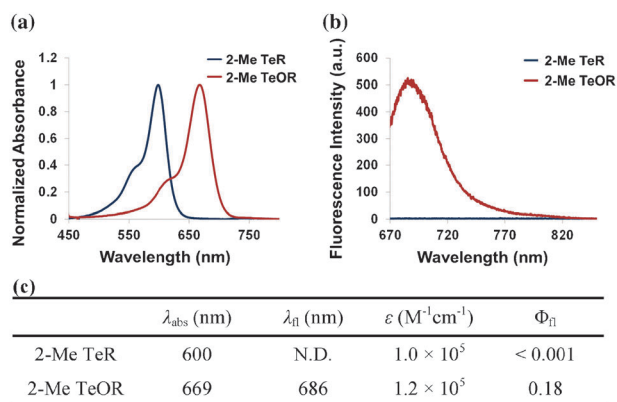 (a)
Normalized Absorbance
1.2
1
0.8
0.6
0.4
0.2
0
450 550 650 750
Wavelength (nm)
2-Me TeR
2-Me TeOR
(b)
Fluorescence Intensity (a.u.)
600
500
400
300
200
100
0
670 720 770 820
Wavelength (nm)
2-Me TeR
2-Me TeOR
(c)
λabs (nm) λfl (nm) ε (M-1cm-1) Φfl
2-Me TeR 600 N.D. 1.0 × 10⁵ < 0.001
2-Me TeOR 669 686 1.2 × 10⁵ 0.18